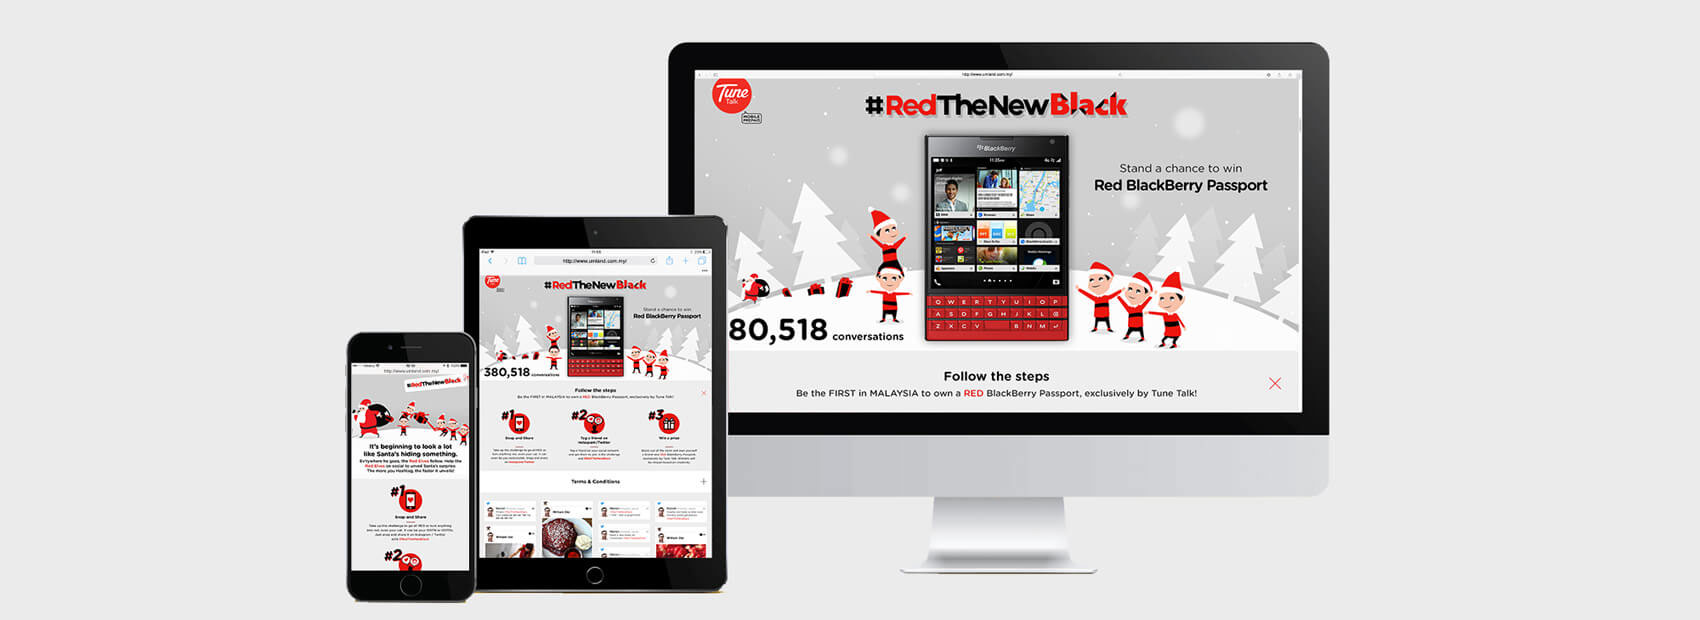 http://www.umland.com.my/
Tune
Talk
MOBILE
PREPAID
#RedTheNewBlack
BlackBerry
Stand a chance to win
Red BlackBerry Passport
Q W E R T Y U I O P
A S D F G H J K L
Z X C V B N M
80,518 conversations
Follow the steps
Be the FIRST in MALAYSIA to own a RED BlackBerry Passport, exclusively by Tune Talk!
http://www.umland.com.my/
Tune
Talk
#RedTheNewBlack
Stand a chance to win
Red BlackBerry Passport
380,518 conversations
Follow the steps
Be the FIRST in MALAYSIA to own a RED BlackBerry Passport, exclusively by Tune Talk!
#1
#2
#3
Snap and Share
Tag a friend on
Instagram/Twitter
Win a prize
Terms & Conditions
http://www.umland.com.my/
#RedTheNewBlack
It's beginning to look a lot
like Santa's hiding something.
Everywhere he goes, the Red Elves follow. Help the
Red Elves on social to unveil Santa's surprise.
The more you Hashtag, the faster it unveils!
#1
Snap and Share
#2